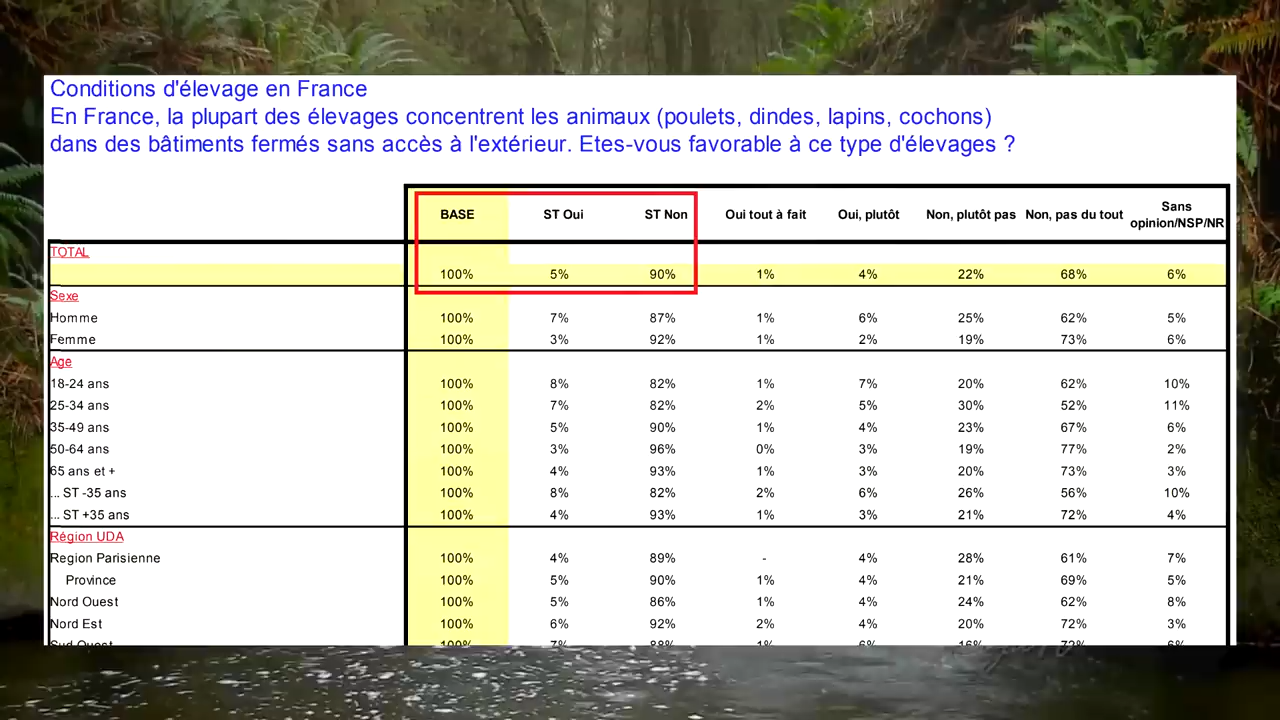 Conditions d'élevage en France
En France, la plupart des élevages concentrent les animaux (poulets, dindes, lapins, cochons)
dans des bâtiments fermés sans accès à l'extérieur. Etes-vous favorable à ce type d'élevages ?
BASE ST Oui ST Non Oui tout à fait Oui, plutôt Non, plutôt pas Non, pas du tout Sans opinion/NSP/NR
TOTAL
100% 5% 90% 1% 4% 22% 68% 6%
Sexe
Homme 100% 7% 87% 1% 6% 25% 62% 5%
Femme 100% 3% 92% 1% 2% 19% 73% 6%
Age
18-24 ans 100% 8% 82% 1% 7% 20% 62% 10%
25-34 ans 100% 7% 82% 2% 5% 30% 52% 11%
35-49 ans 100% 5% 90% 1% 4% 23% 67% 6%
50-64 ans 100% 3% 96% 0% 3% 19% 77% 2%
65 ans et + 100% 4% 93% 1% 3% 20% 73% 3%
... ST -35 ans 100% 8% 82% 2% 6% 26% 56% 10%
... ST +35 ans 100% 4% 93% 1% 3% 21% 72% 4%
Région UDA
Region Parisienne 100% 4% 89% - 4% 28% 61% 7%
Province 100% 5% 90% 1% 4% 21% 69% 5%
Nord Ouest 100% 5% 86% 1% 4% 24% 62% 8%
Nord Est 100% 6% 92% 2% 4% 20% 72% 3%
Sud Ouest 100% 7% 88% 1% 6% 16% 72% 6%